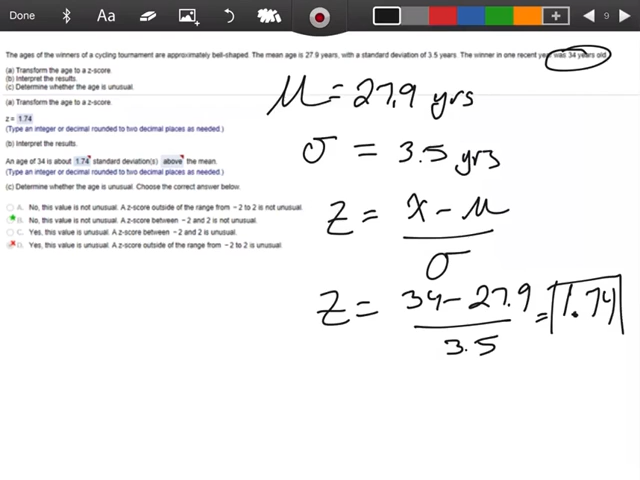 Done
Aa
9
The ages of the winners of a cycling tournament are approximately bell-shaped. The mean age is 27.9 years, with a standard deviation of 3.5 years. The winner in one recent year was 34 years old.
(a) Transform the age to a z-score.
(b) Interpret the results.
(c) Determine whether the age is unusual.
(a) Transform the age to a z-score.
z = 1.74
(Type an integer or decimal rounded to two decimal places as needed.)
(b) Interpret the results.
An age of 34 is about 1.74 standard deviation(s) above the mean.
(Type an integer or decimal rounded to two decimal places as needed.)
(c) Determine whether the age is unusual. Choose the correct answer below.
A. No, this value is not unusual. A z-score outside of the range from −2 to 2 is not unusual.
B. No, this value is not unusual. A z-score between −2 and 2 is not unusual.
C. Yes, this value is unusual. A z-score between −2 and 2 is unusual.
D. Yes, this value is unusual. A z-score outside of the range from −2 to 2 is unusual.
μ = 27.9 yrs
σ = 3.5 yrs
z = x − μ / σ
z = 34 − 27.9 / 3.5 = 1.74